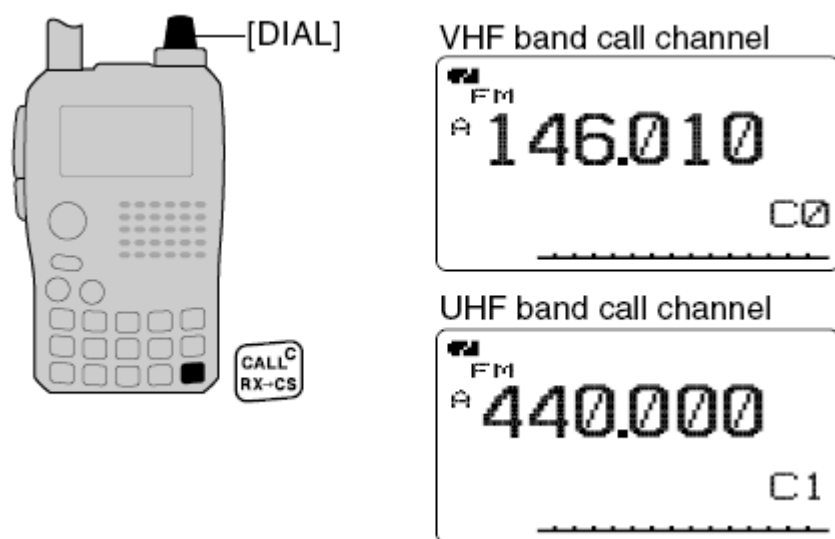 [DIAL]
CALL C
RX→CS
VHF band call channel
FM
A 146.010
C0
UHF band call channel
FM
A 440.000
C1